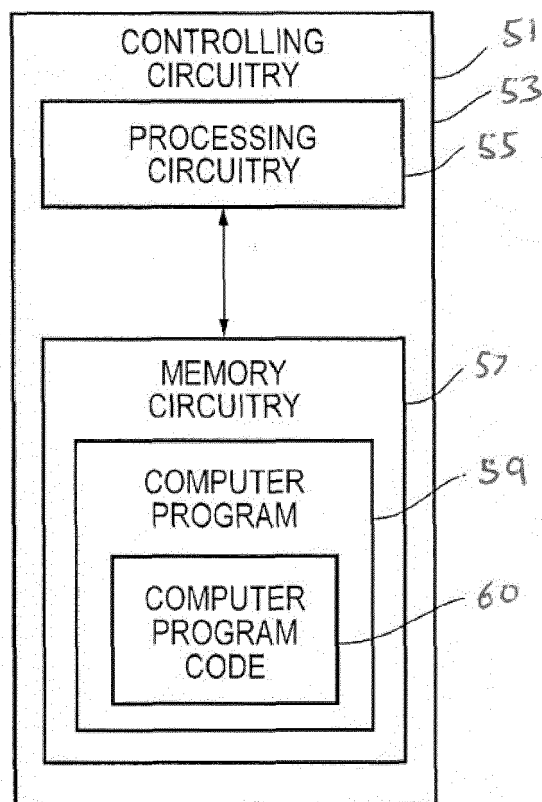 CONTROLLING
CIRCUITRY
51
53
PROCESSING
CIRCUITRY
55
MEMORY
CIRCUITRY
57
COMPUTER
PROGRAM
59
COMPUTER
PROGRAM
CODE
60